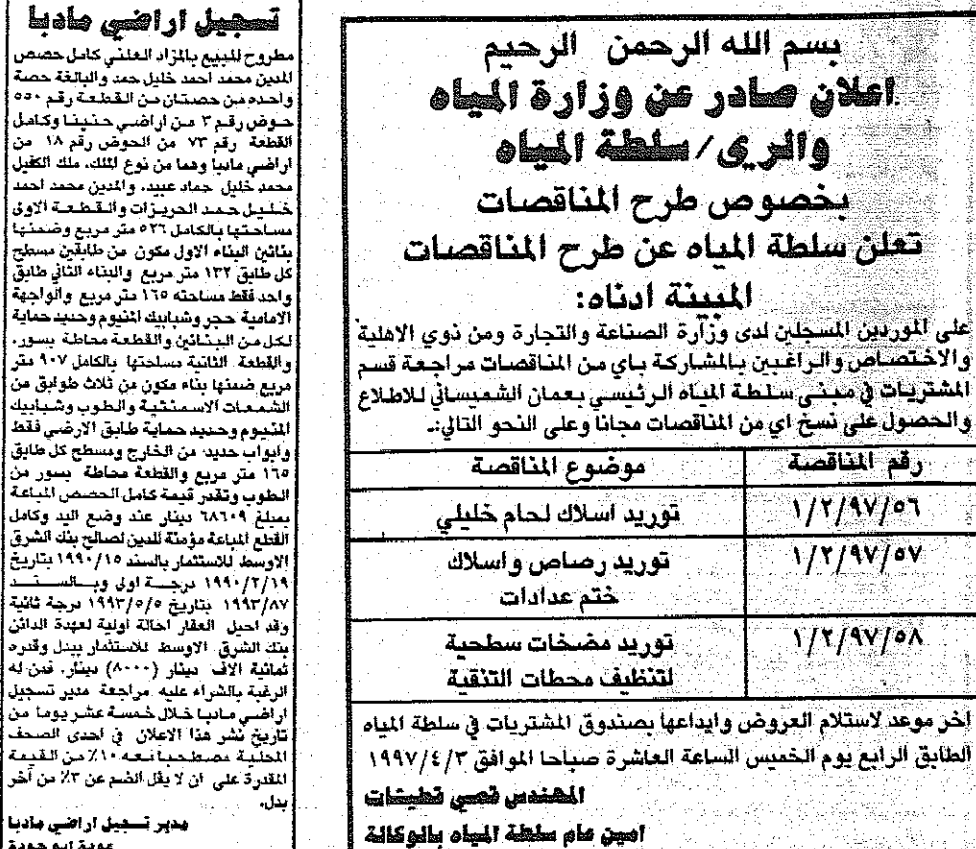 تسجيل اراضي مادبا
مطروح للبيع بالمزاد العلني كامل حصص
المدين محمد احمد خليل حمد والبالغة حصة
واحده من حصتان من القطعة رقم ٥٥٠
حوض رقم ٣ من اراضي حنينا وكامل
القطعة رقم ٧٣ من الحوض رقم ١٨ من
اراضي مادبا وهما من نوع الملك، ملك الكفيل
محمد خليل حماد عبيد، والمدين محمد احمد
خليل حمد الحريزات والقطعة الاولى
مساحتها بالكامل ٥٢٦ متر مربع وضمنها
بنائين البناء الاول مكون من طابقين مسطح
كل طابق ١٣٢ متر مربع والبناء الثاني طابق
واحد فقط مساحته ١٦٥ متر مربع والواجهة
الامامية حجر وشبابيك المنيوم وحديد حماية
لكل من البنائين والقطعة محاطة بسور.
والقطعة الثانية مساحتها بالكامل ٩٠٧ متر
مربع ضمنها بناء مكون من ثلاث طوابق من
الشمعات الاسمنتية والطوب وشبابيك
المنيوم وحديد حماية طابق الارضي فقط
وابواب حديد من الخارج ومسطح كل طابق
١٦٥ متر مربع والقطعة محاطة بسور من
الطوب وتقدر قيمة كامل الحصص المباعة
بمبلغ ٦٨٦٠٩ دينار عند وضع اليد وكامل
القطع المباعة مؤمنة للدين لصالح بنك الشرق
الاوسط للاستثمار بالسند ١٩٩٠/١٥ بتاريخ
١٩٩٠/٢/١٩ درجة اولى وبالسند
١٩٩٣/٨٧ بتاريخ ١٩٩٣/٥/٥ درجة ثانية
وقد احيل العقار احالة اولية لعهدة الدائن
بنك الشرق الاوسط للاستثمار ببدل وقدره
ثمانية الاف دينار (٨٠٠٠) دينار. فمن له
الرغبة بالشراء عليه مراجعة مدير تسجيل
اراضي مادبا خلال خمسة عشر يوما من
تاريخ نشر هذا الاعلان في احدى الصحف
المحلية مصطحبا معه ١٠٪ من القيمة
المقدرة على ان لا يقل الضم عن ٣٪ من آخر
بدل.
مدير تسجيل اراضي مادبا
عودة ابو جودة
بسم الله الرحمن الرحيم
اعلان صادر عن وزارة المياه
والري/سلطة المياه
بخصوص طرح المناقصات
تعلن سلطة المياه عن طرح المناقصات
المبينة ادناه:
على الموردين المسجلين لدى وزارة الصناعة والتجارة ومن ذوي الاهلية
والاختصاص والراغبين بالمشاركة باي من المناقصات مراجعة قسم
المشتريات في مبنى سلطة المياه الرئيسي بعمان الشميساني للاطلاع
والحصول على نسخ اي من المناقصات مجانا وعلى النحو التالي:ـ
رقم المناقصة موضوع المناقصة
١/٢/٩٧/٥٦ توريد اسلاك لحام خليلي
١/٢/٩٧/٥٧ توريد رصاص واسلاك
ختم عدادات
١/٢/٩٧/٥٨ توريد مضخات سطحية
لتنظيف محطات التنقية
اخر موعد لاستلام العروض وايداعها بصندوق المشتريات في سلطة المياه
الطابق الرابع يوم الخميس الساعة العاشرة صباحا الموافق ١٩٩٧/٤/٣
المهندس قصي قطيشات
امين عام سلطة المياه بالوكالة